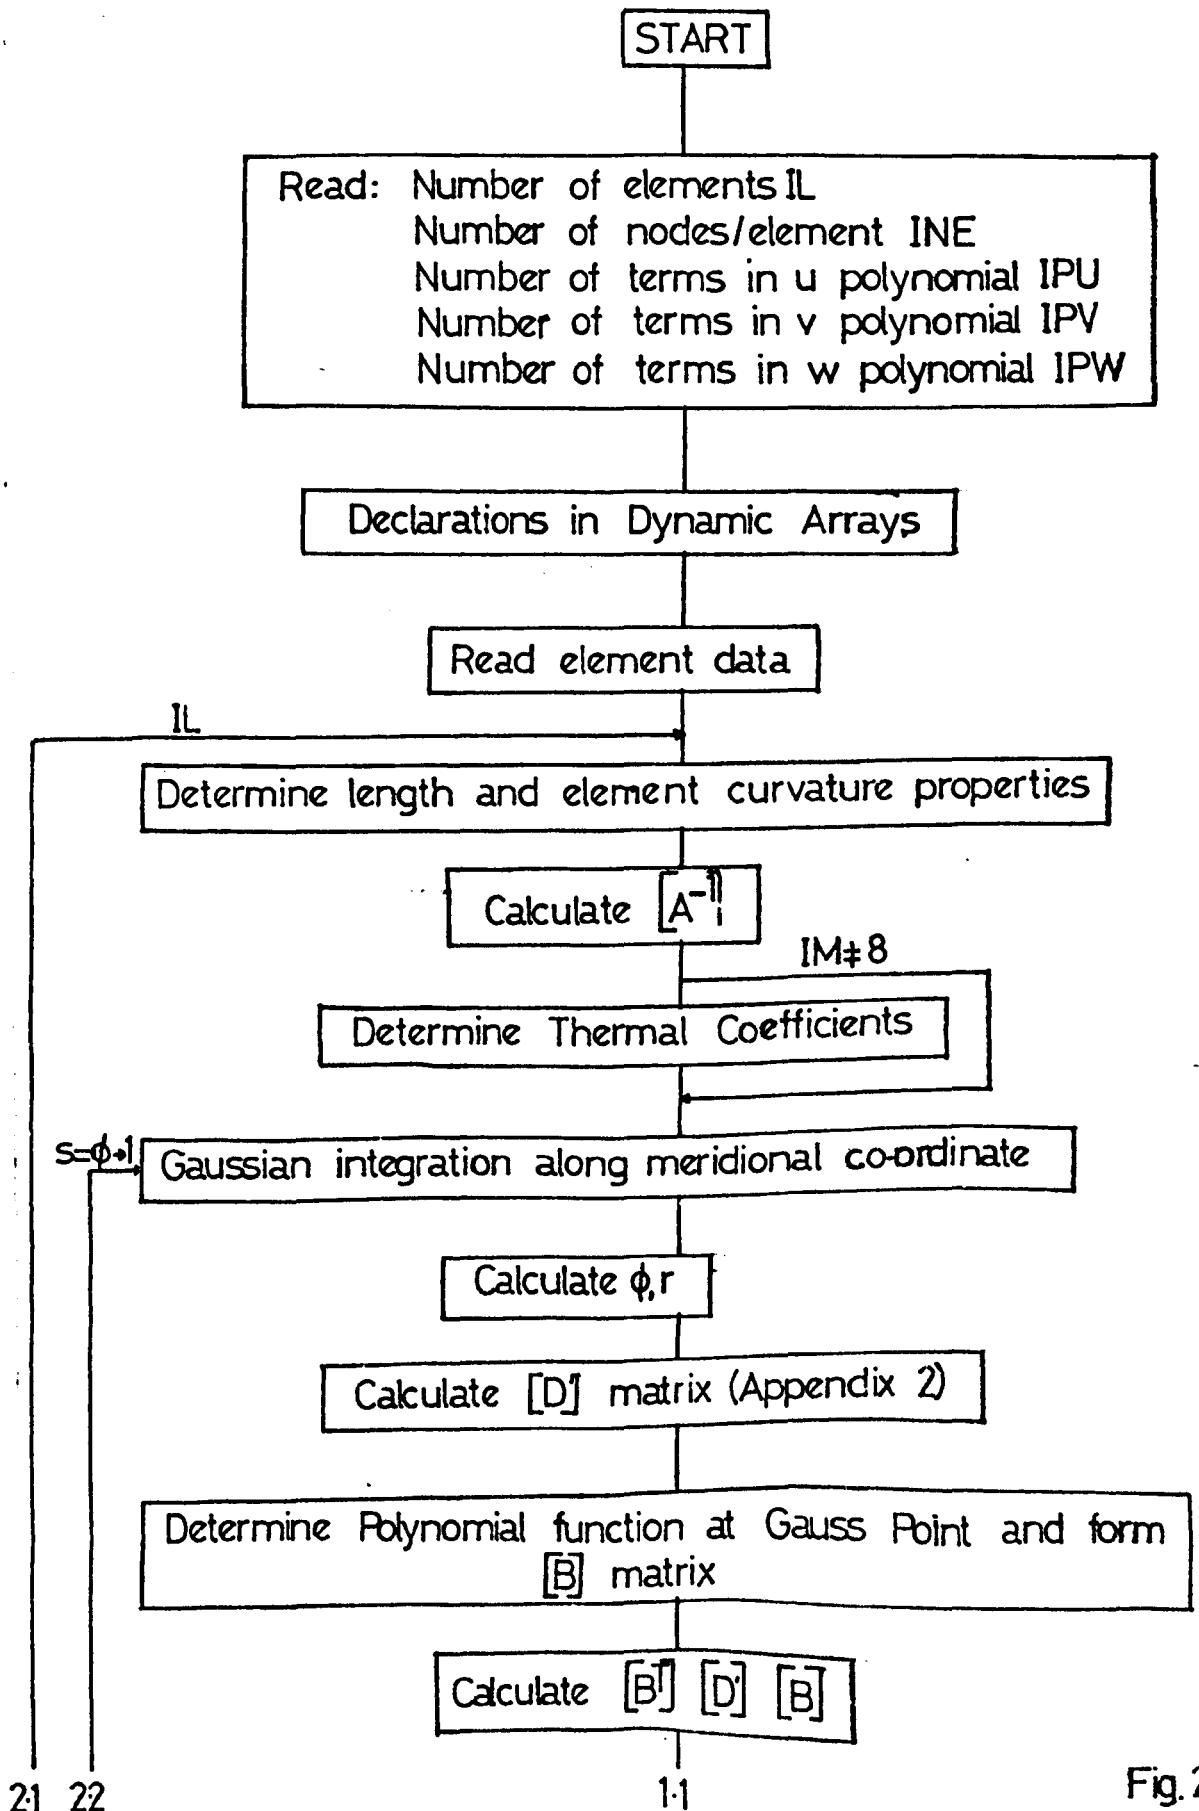 START
Read: Number of elements IL
Number of nodes/element INE
Number of terms in u polynomial IPU
Number of terms in v polynomial IPV
Number of terms in w polynomial IPW
Declarations in Dynamic Arrays
Read element data
IL
Determine length and element curvature properties
Calculate [A⁻¹]
IM≠8
Determine Thermal Coefficients
s=ϕ→1
Gaussian integration along meridional co-ordinate
Calculate ϕ,r
Calculate [D'] matrix (Appendix 2)
Determine Polynomial function at Gauss Point and form
[B] matrix
Calculate [Bᵀ] [D'] [B]
2·1 2·2 1·1
Fig. 2